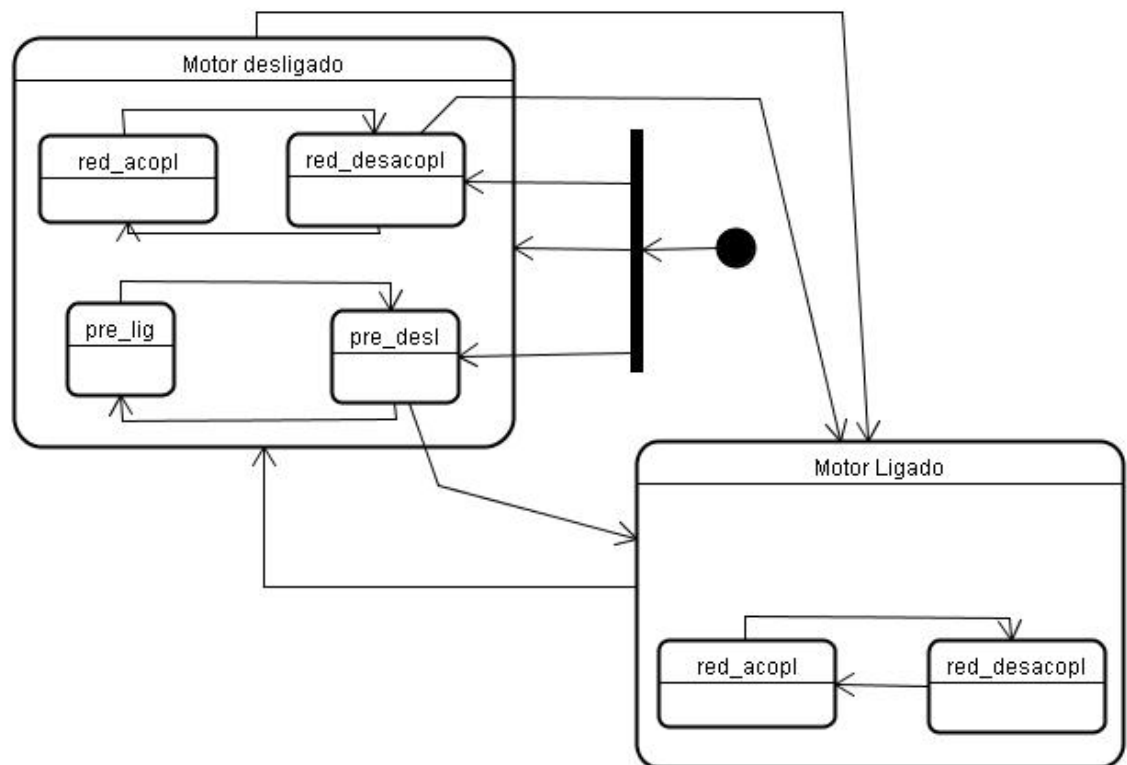 Motor desligado
red_acopl
red_desacopl
pre_lig
pre_desl
Motor Ligado
red_acopl
red_desacopl